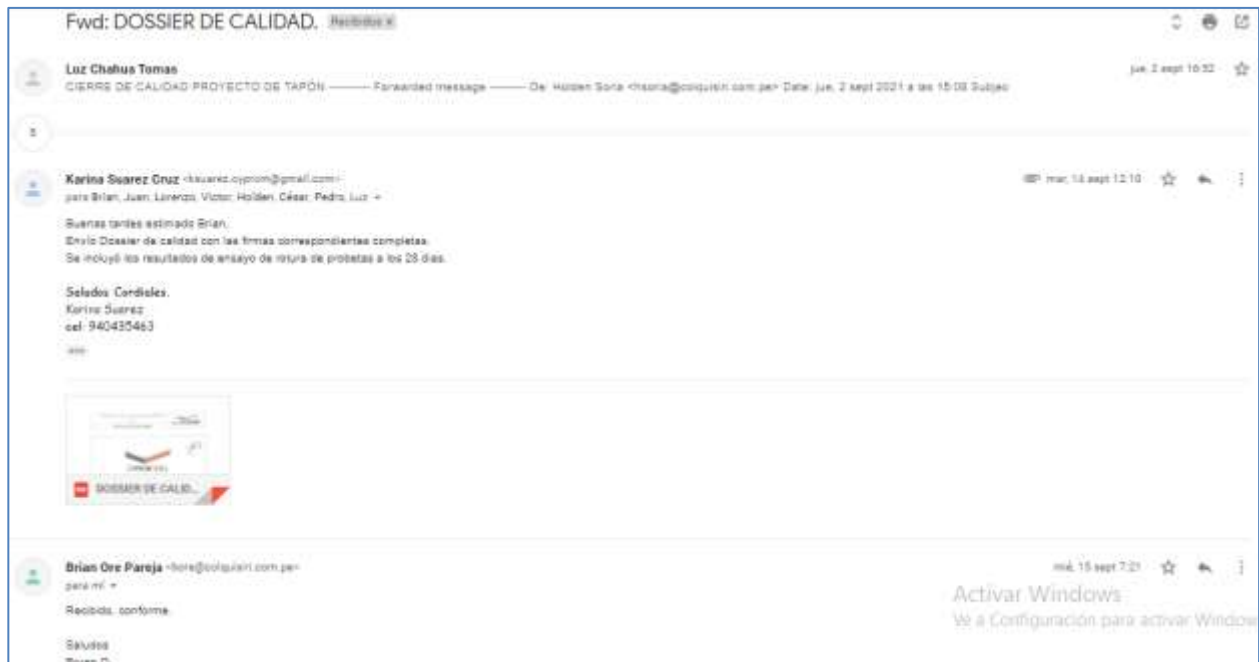 Fwd: DOSSIER DE CALIDAD. Recibidos x
Luz Chahua Tomas
jue, 2 sept 16:52
CIERRE DE CALIDAD PROYECTO DE TAPÓN ---------- Forwarded message --------- De: Holden Soria <hsoria@colquisiri.com.pe> Date: jue, 2 sept 2021 a las 15:08 Subjec
Karina Suarez Cruz <ksuarez.cyprom@gmail.com>
mar, 14 sept 12:10
para Brian, Juan, Lorenzo, Victor, Holden, César, Pedro, Luz
Buenas tardes estimado Brian,
Envío Dossier de calidad con las firmas correspondientes completas.
Se incluyó los resultados de ensayo de rotura de probetas a los 28 días.
Saludos Cordiales.
Karina Suarez
cel: 940435463
DOSSIER DE CALID...
Brian Ore Pareja <bore@colquisiri.com.pe>
mié, 15 sept 7:21
para mí
Activar Windows
Ve a Configuración para activar Window
Recibido, conforme.
Saludos